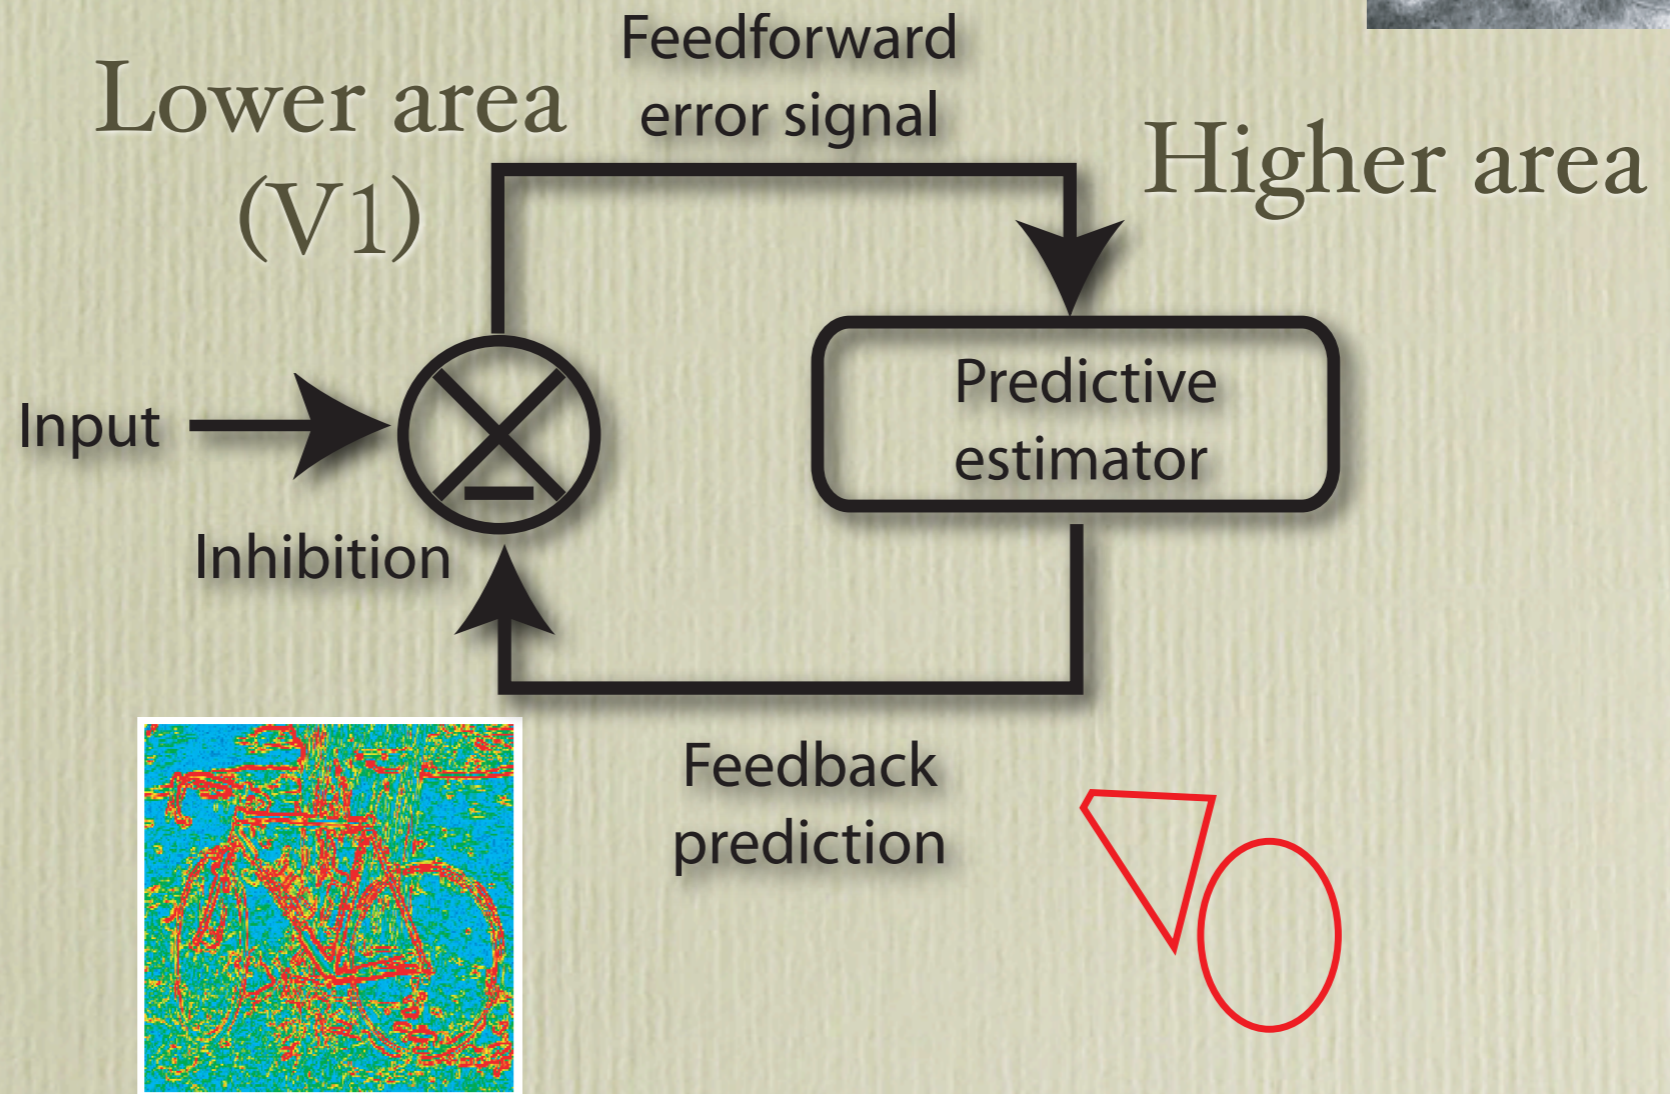 Feedforward
error signal
Lower area
(V1)
Higher area
Input
Predictive
estimator
Inhibition
Feedback
prediction